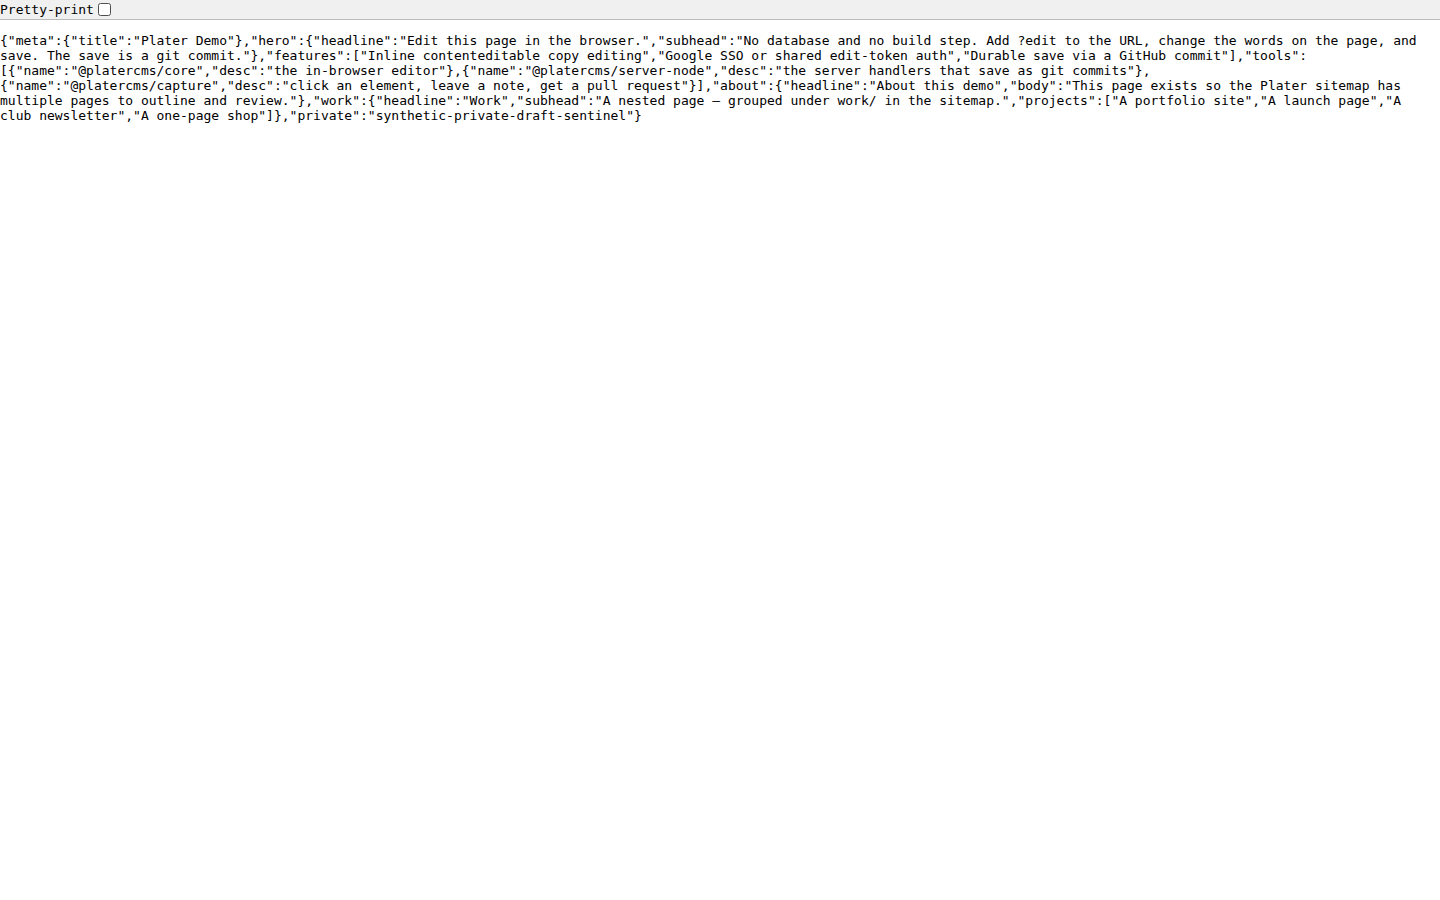 Pretty-print
{"meta":{"title":"Plater Demo"},"hero":{"headline":"Edit this page in the browser.","subhead":"No database and no build step. Add ?edit to the URL, change the words on the page, and
save. The save is a git commit."},"features":["Inline contenteditable copy editing","Google SSO or shared edit-token auth","Durable save via a GitHub commit"],"tools":
[{"name":"@platercms/core","desc":"the in-browser editor"},{"name":"@platercms/server-node","desc":"the server handlers that save as git commits"},
{"name":"@platercms/capture","desc":"click an element, leave a note, get a pull request"}],"about":{"headline":"About this demo","body":"This page exists so the Plater sitemap has
multiple pages to outline and review."},"work":{"headline":"Work","subhead":"A nested page — grouped under work/ in the sitemap.","projects":["A portfolio site","A launch page","A
club newsletter","A one-page shop"]},"private":"synthetic-private-draft-sentinel"}